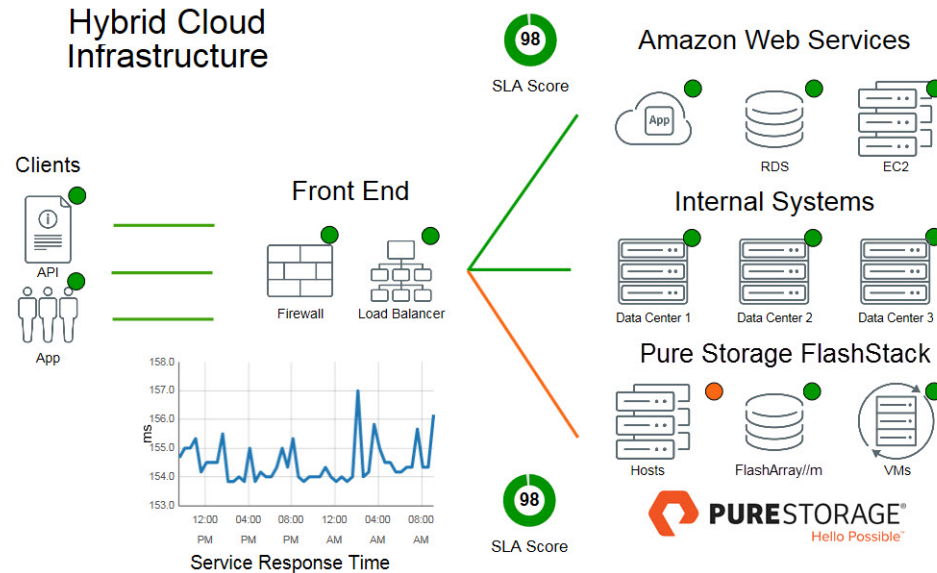 Hybrid Cloud
Infrastructure
98
SLA Score
Amazon Web Services
App
RDS
EC2
Clients
API
App
Front End
Firewall
Load Balancer
Internal Systems
Data Center 1
Data Center 2
Data Center 3
Pure Storage FlashStack
Hosts
FlashArray//m
VMs
158.0
157.0
156.0
155.0
154.0
153.0
ms
12:00 PM
04:00 PM
08:00 PM
12:00 AM
04:00 AM
08:00 AM
Service Response Time
98
SLA Score
PURESTORAGE®
Hello Possible™